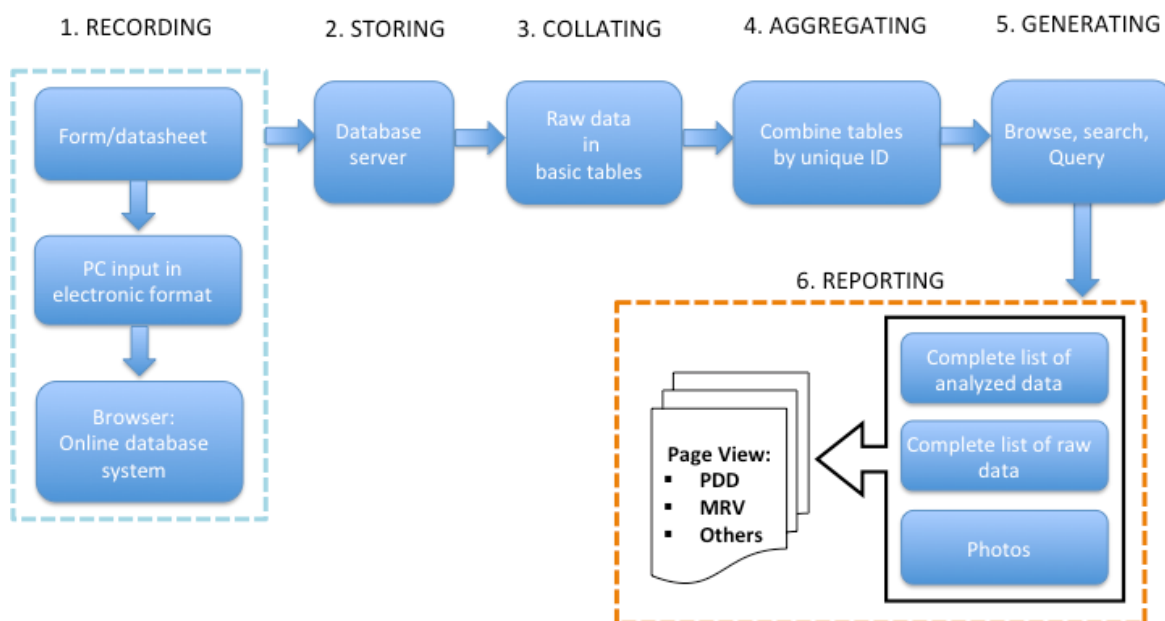 1. RECORDING
2. STORING
3. COLLATING
4. AGGREGATING
5. GENERATING
Form/datasheet
PC input in
electronic format
Browser:
Online database
system
Database
server
Raw data
in
basic tables
Combine tables
by unique ID
Browse, search,
Query
6. REPORTING
Page View:
▪ PDD
▪ MRV
▪ Others
Complete list of
analyzed data
Complete list of raw
data
Photos